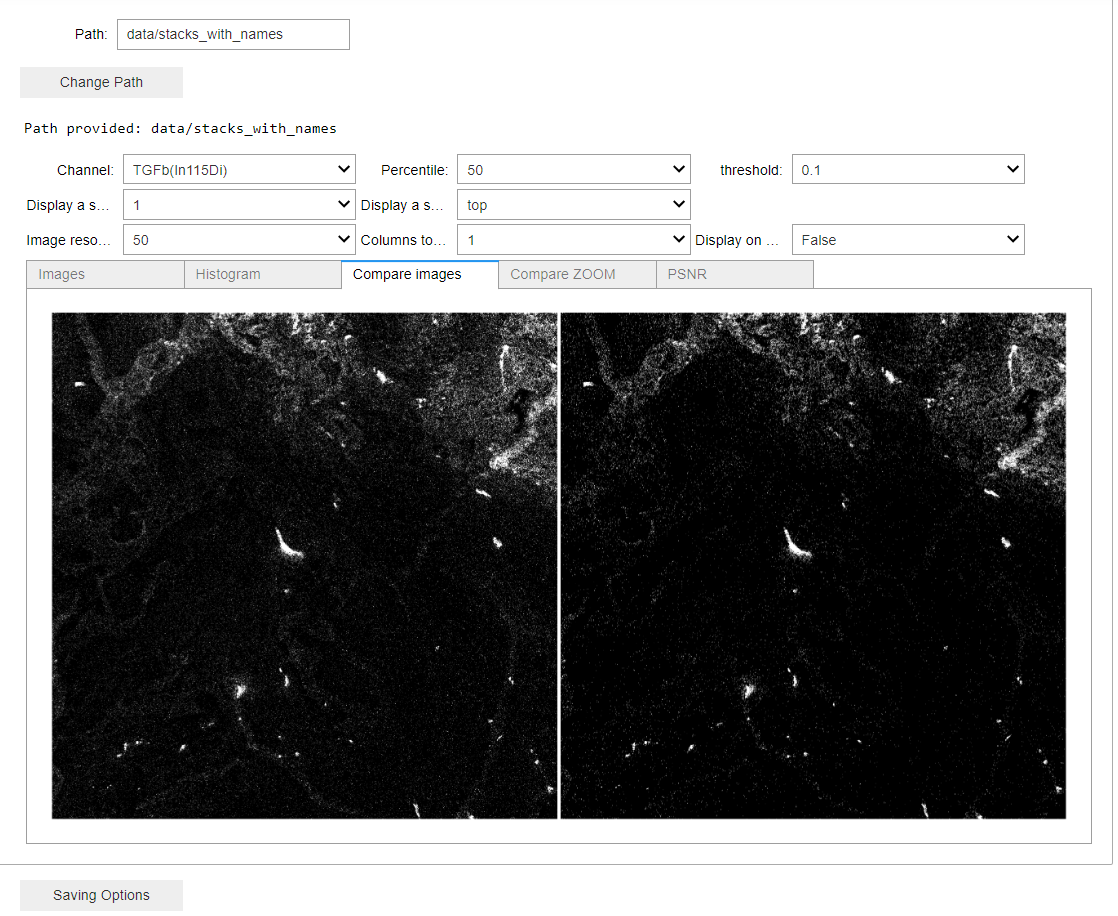 Path: data/stacks_with_names
Change Path
Path provided: data/stacks_with_names
Channel: TGFb(In115Di) Percentile: 50 threshold: 0.1
Display a s... 1 Display a s... top
Image reso... 50 Columns to... 1 Display on ... False
Images Histogram Compare images Compare ZOOM PSNR
Saving Options